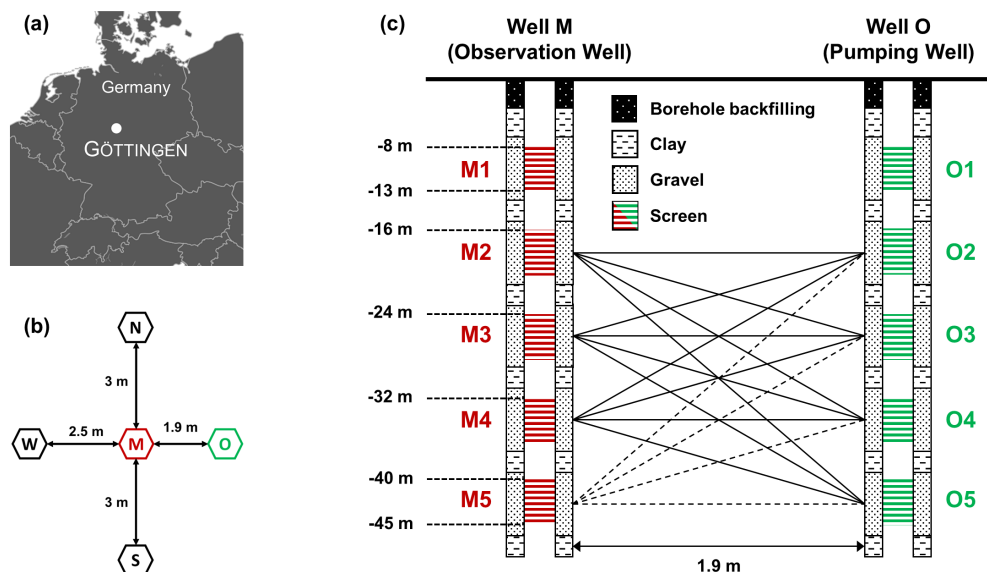 (a)
Germany
GÖTTINGEN
(b)
N
3 m
2.5 m
1.9 m
W
M
O
3 m
S
(c)
Well M
(Observation Well)
Well O
(Pumping Well)
Borehole backfilling
Clay
Gravel
Screen
-8 m
M1
O1
-13 m
-16 m
M2
O2
-24 m
M3
O3
-32 m
M4
O4
-40 m
M5
O5
-45 m
1.9 m